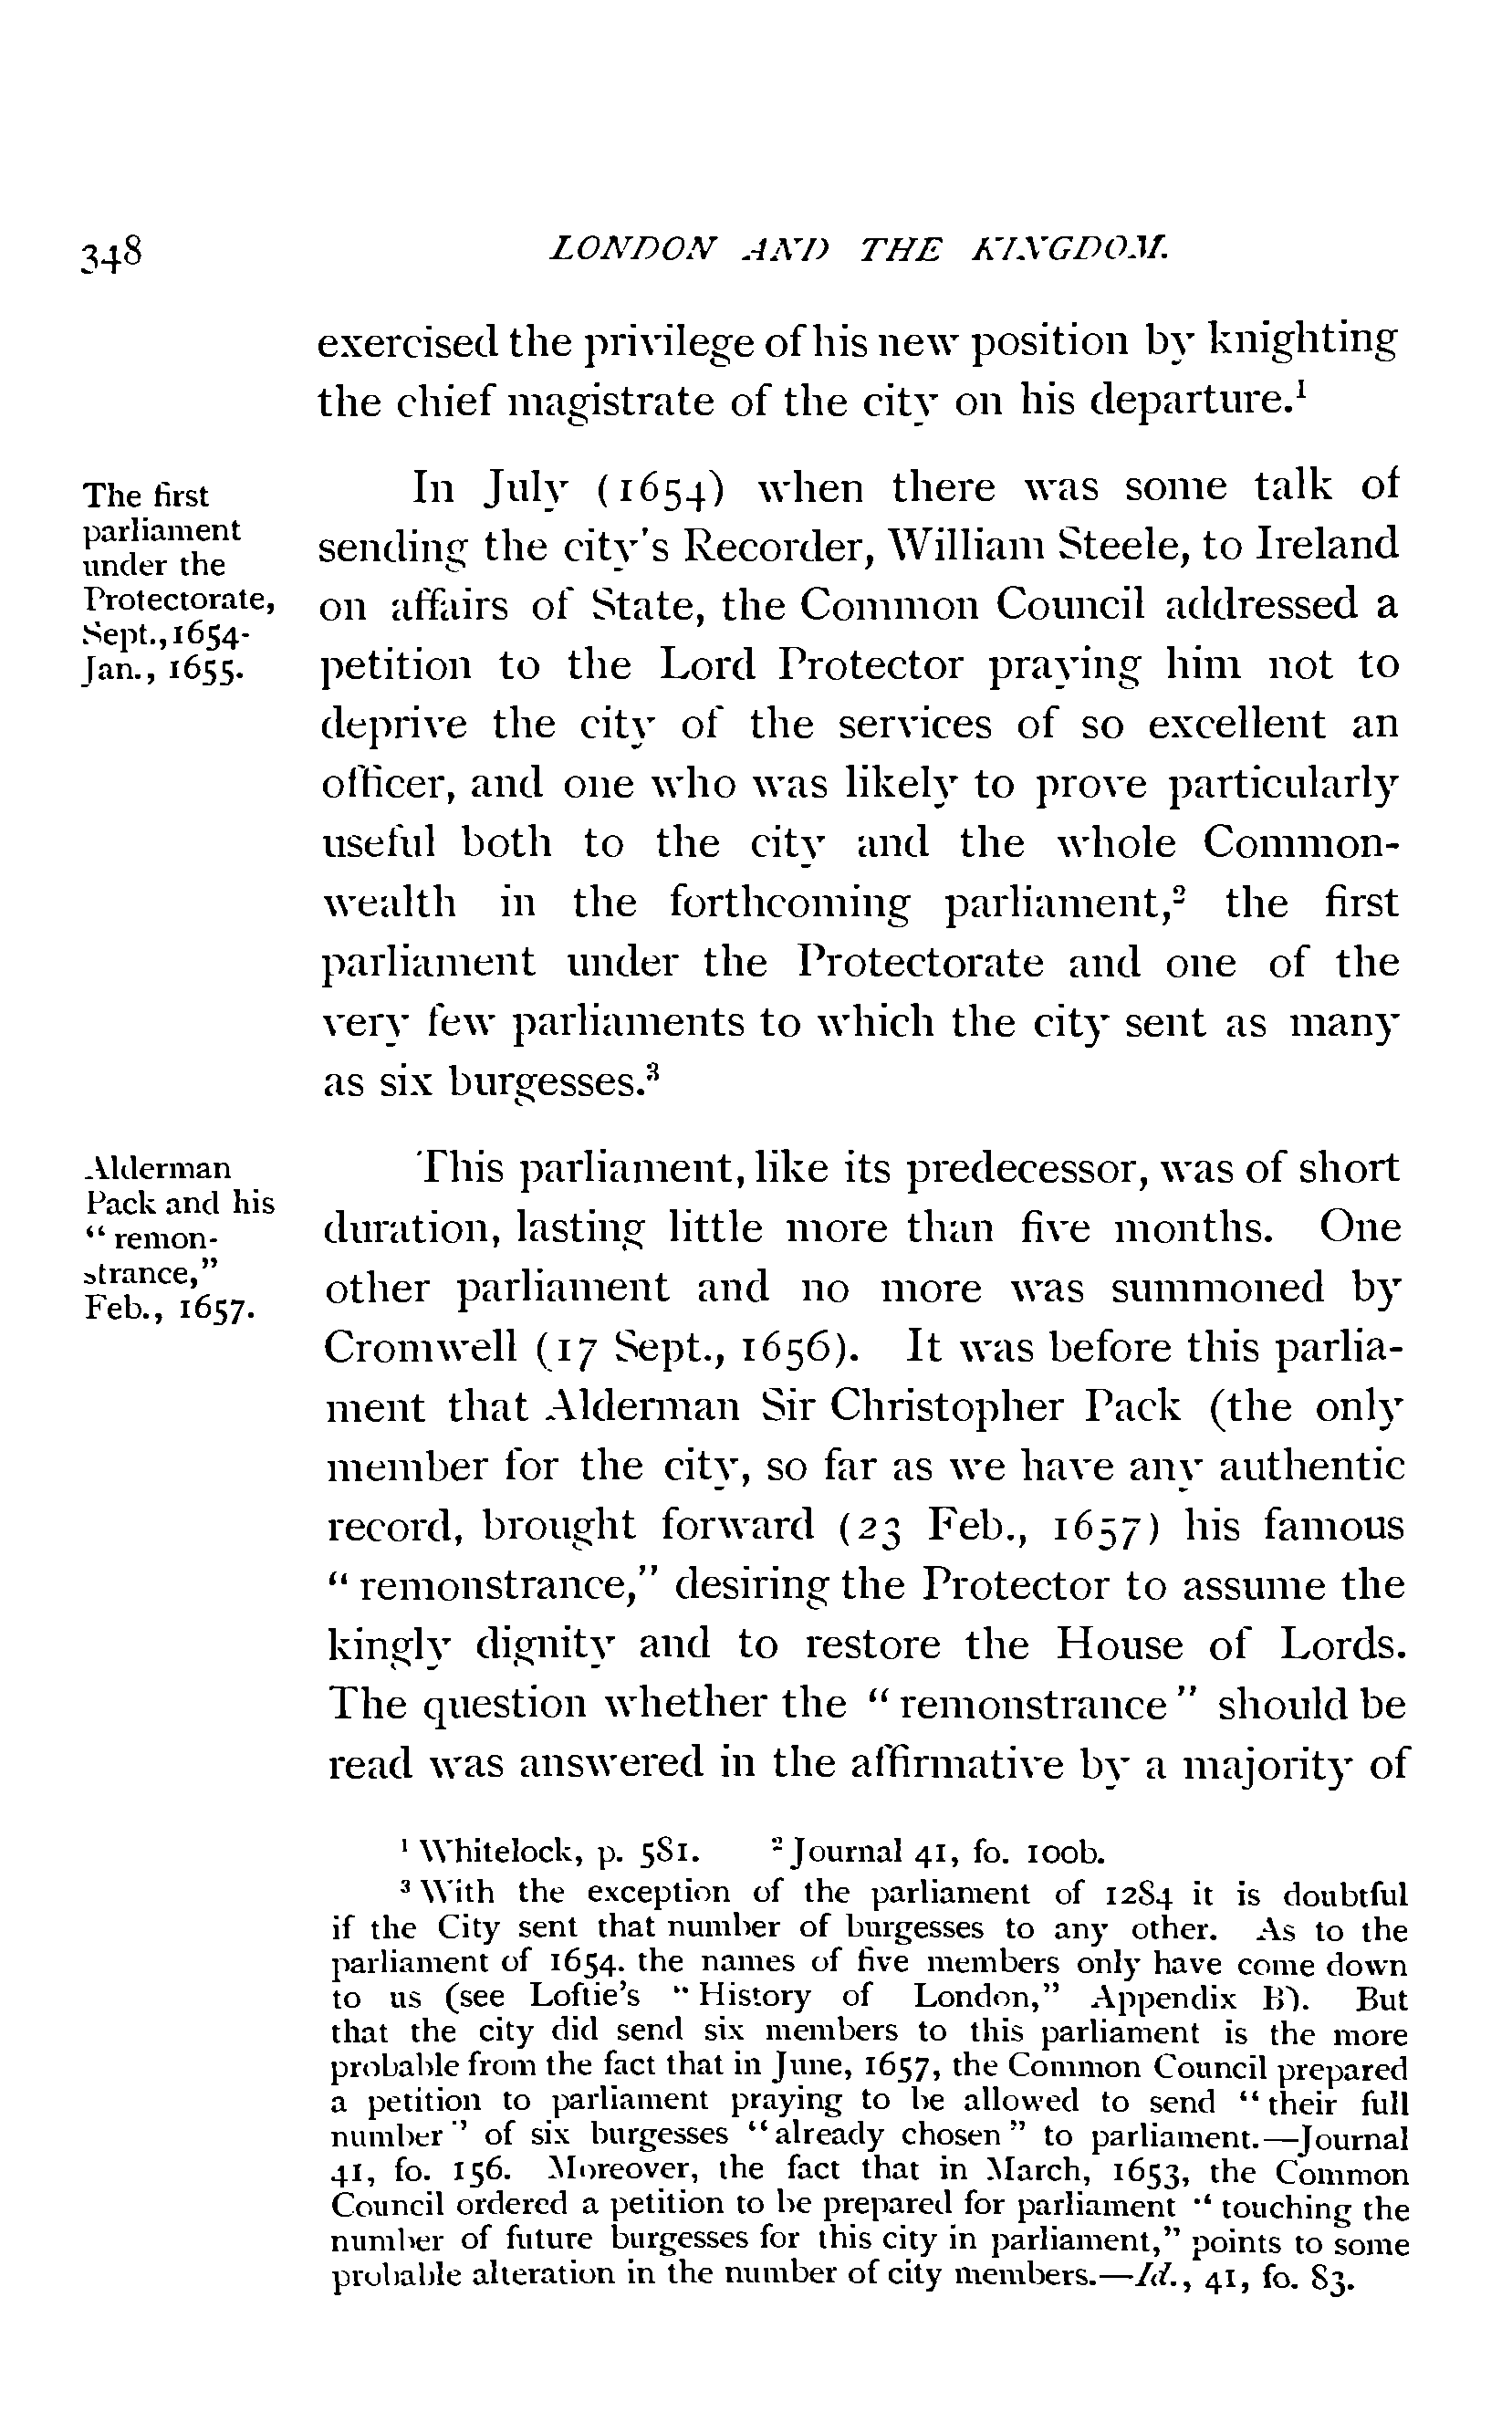 348 LONDON AND THE KINGDOM.
exercised the privilege of his new position by knighting
the chief magistrate of the city on his departure.¹
The first
parliament
under the
Protectorate,
Sept., 1654-
Jan., 1655.
In July (1654) when there was some talk of
sending the city's Recorder, William Steele, to Ireland
on affairs of State, the Common Council addressed a
petition to the Lord Protector praying him not to
deprive the city of the services of so excellent an
officer, and one who was likely to prove particularly
useful both to the city and the whole Common-
wealth in the forthcoming parliament,² the first
parliament under the Protectorate and one of the
very few parliaments to which the city sent as many
as six burgesses.³
Alderman
Pack and his
“ remon-
strance,”
Feb., 1657.
This parliament, like its predecessor, was of short
duration, lasting little more than five months. One
other parliament and no more was summoned by
Cromwell (17 Sept., 1656). It was before this parlia-
ment that Alderman Sir Christopher Pack (the only
member for the city, so far as we have any authentic
record, brought forward (23 Feb., 1657) his famous
“ remonstrance,” desiring the Protector to assume the
kingly dignity and to restore the House of Lords.
The question whether the “ remonstrance ” should be
read was answered in the affirmative by a majority of
¹ Whitelock, p. 581. ² Journal 41, fo. 100b.
³ With the exception of the parliament of 1284 it is doubtful
if the City sent that number of burgesses to any other. As to the
parliament of 1654. the names of five members only have come down
to us (see Loftie's “ History of London,” Appendix B). But
that the city did send six members to this parliament is the more
probable from the fact that in June, 1657, the Common Council prepared
a petition to parliament praying to be allowed to send “ their full
number ” of six burgesses “ already chosen ” to parliament.—Journal
41, fo. 156. Moreover, the fact that in March, 1653, the Common
Council ordered a petition to be prepared for parliament “ touching the
number of future burgesses for this city in parliament,” points to some
probable alteration in the number of city members.—Id., 41, fo. 83.